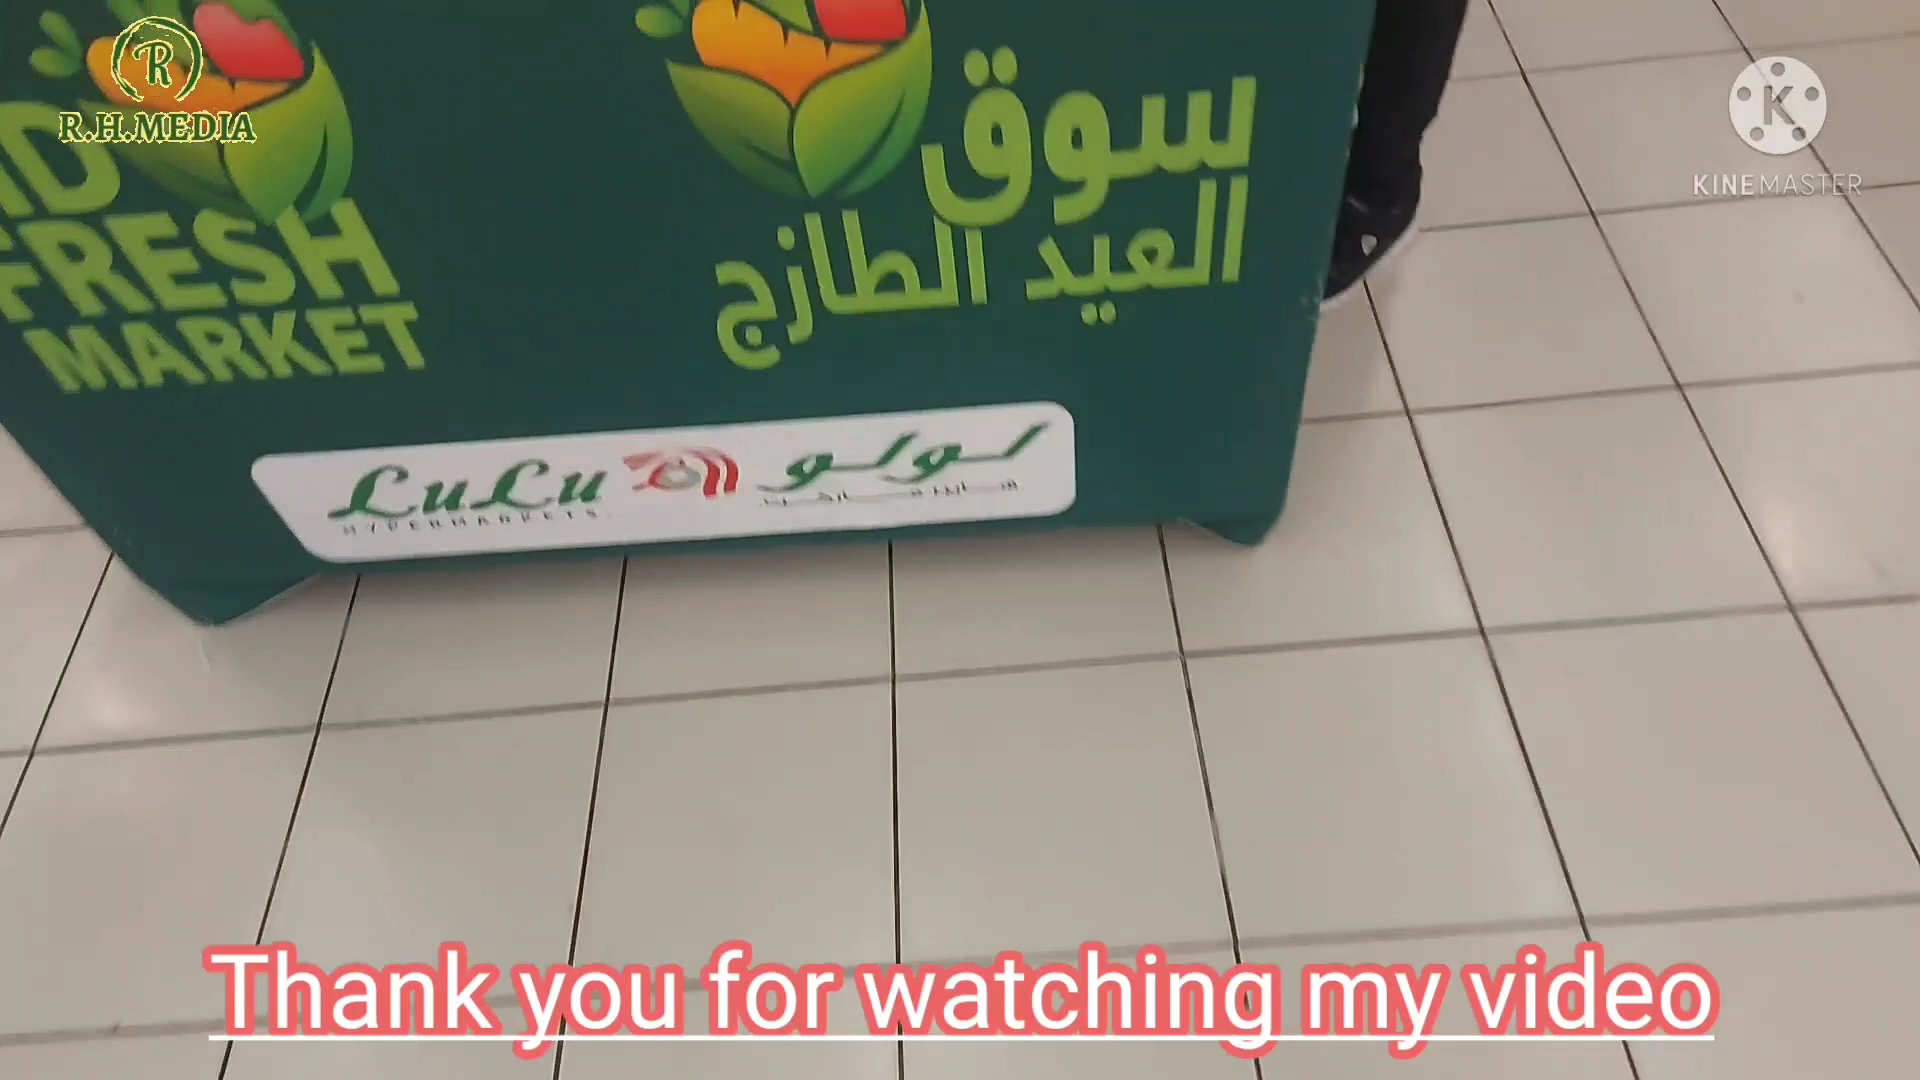 R
R.H.MEDIA
K
KINEMASTER
FRESH
MARKET
سوق
العيد الطازج
LuLu
HYPERMARKETS
لولو
Thank you for watching my video